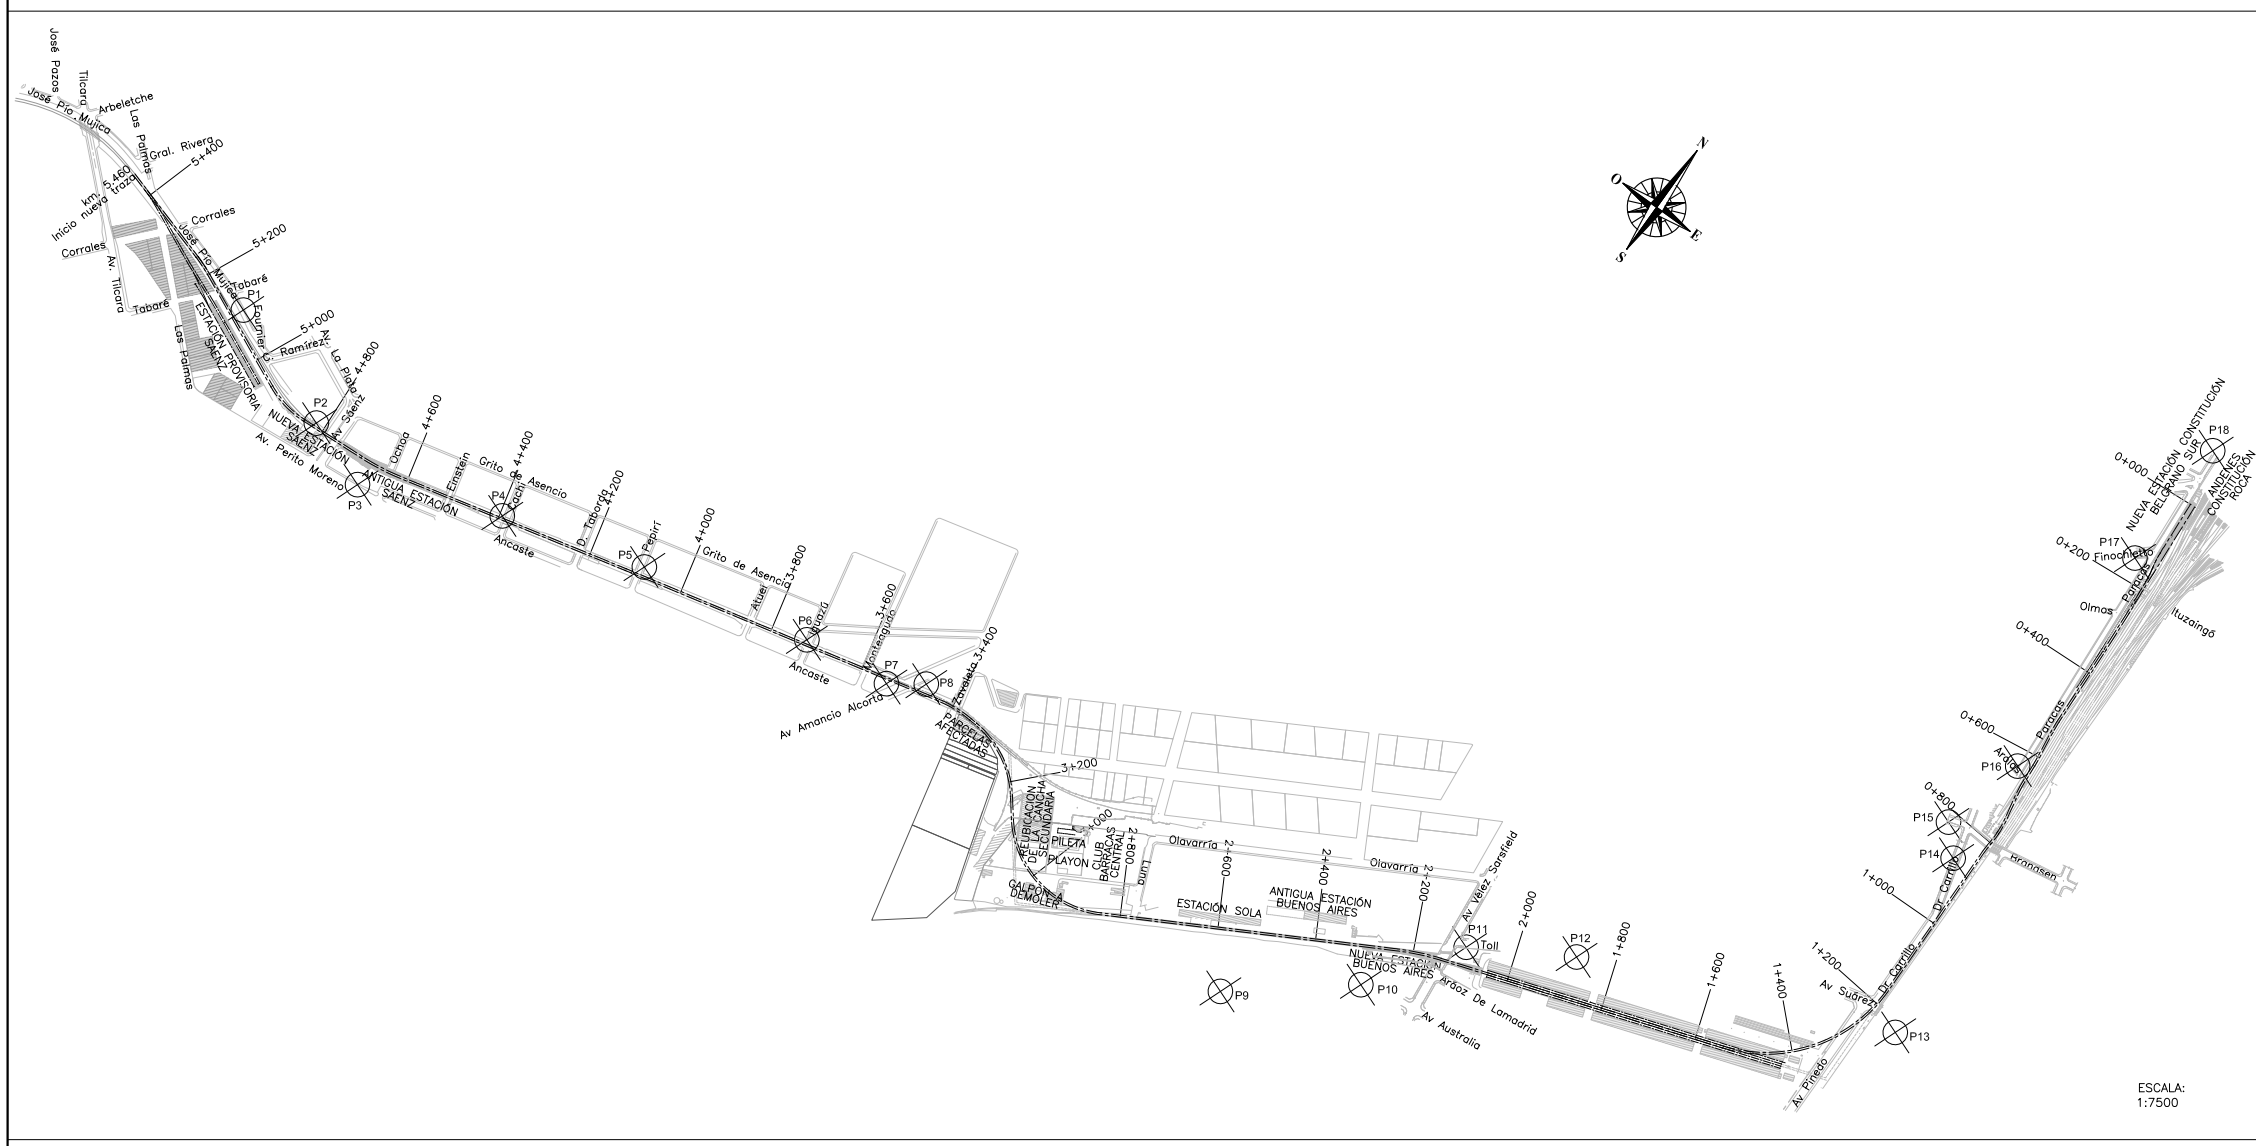 José Pazos
Tilcara
Arbeletche
José Pío Mujica
Las Palmas
Gral. Rivera
5+400
km. 5.460
Inicio nueva traza
Corrales
Corrales
5+200
José Pío Mujica
Av. Tilcara
Tabaré
Tabaré
P1
Fournier
5+000
ESTACIÓN PROVISORIA
SAENZ
Las Palmas
C. Ramírez
Av. La Plata
4+800
P2
Av Sáenz
NUEVA ESTACIÓN
SAENZ
Av. Perito Moreno
P3
Ochoa
4+600
ANTIGUA ESTACIÓN
SAENZ
Einstein
Grito de Asencio
4+400
P4
Ancaste
D. Taborda
4+200
P5
Pepirí
4+000
Grito de Asencio
Atuel
3+800
P6
Iguazú
Ancaste
Monteagudo
3+600
P7
P8
Av Amancio Alcorta
Zavaleta
3+400
PARCELAS
AFECTADAS
3+200
REUBICACION
DE LA CANCHA
SECUNDARIA
PILETA
PLAYON
CLUB
BARRACAS
CENTRAL
2+800
GALPÓN A
DEMOLER
Luna
Olavarría
2+600
ESTACIÓN SOLA
2+400
ANTIGUA ESTACIÓN
BUENOS AIRES
Olavarría
2+200
Av Vélez Sarsfield
P9
P10
NUEVA ESTACIÓN
BUENOS AIRES
P11
Toll
2+000
Aráoz De Lamadrid
Av Australia
P12
1+800
1+600
1+400
Av Pinedo
P13
Av Suárez
1+200
Dr. Carrillo
1+000
Dr. Carrillo
P14
P15
0+800
Brandsen
P16
0+600
Paracas
0+400
Olmos
Ituzaingó
Paracas
0+200
Finochietto
P17
0+000
NUEVA ESTACIÓN CONSTITUCIÓN
BELGRANO SUR
P18
ANDENES
CONSTITUCIÓN
ROCA
N
O
E
S
ESCALA:
1:7500